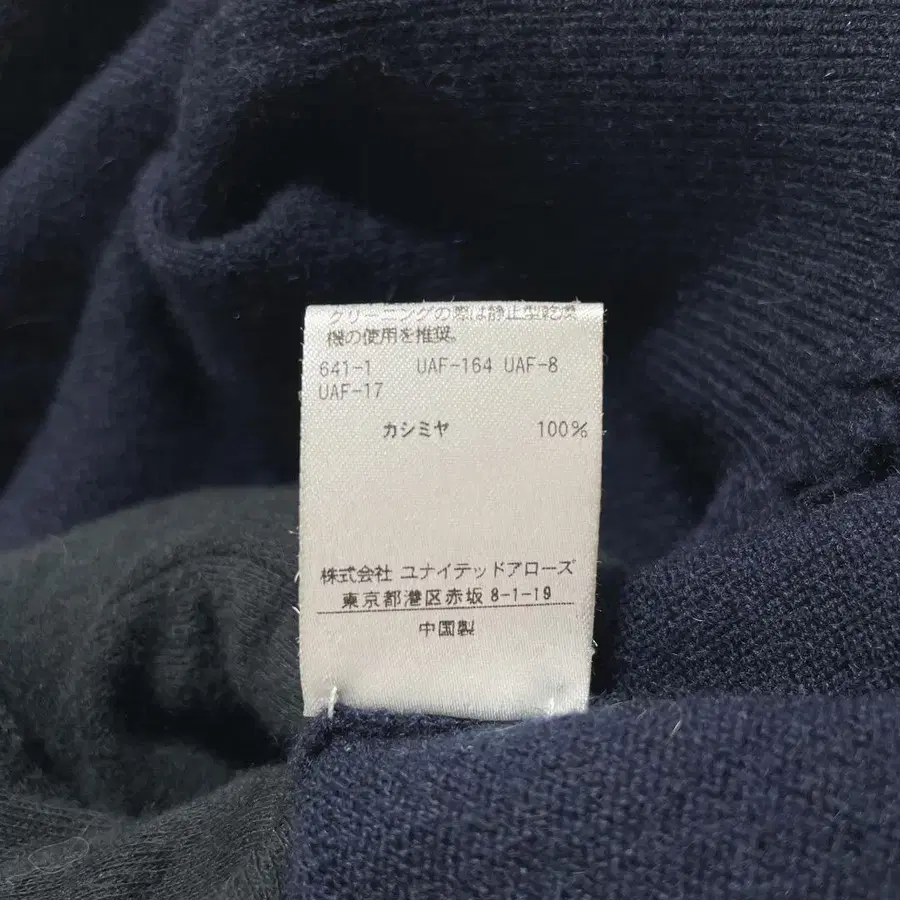 クリーニングの際は静止型乾燥
機の使用を推奨。
641-1 UAF-164 UAF-8
UAF-17
カシミヤ 100%
株式会社 ユナイテッドアローズ
東京都港区赤坂8-1-19
中国製